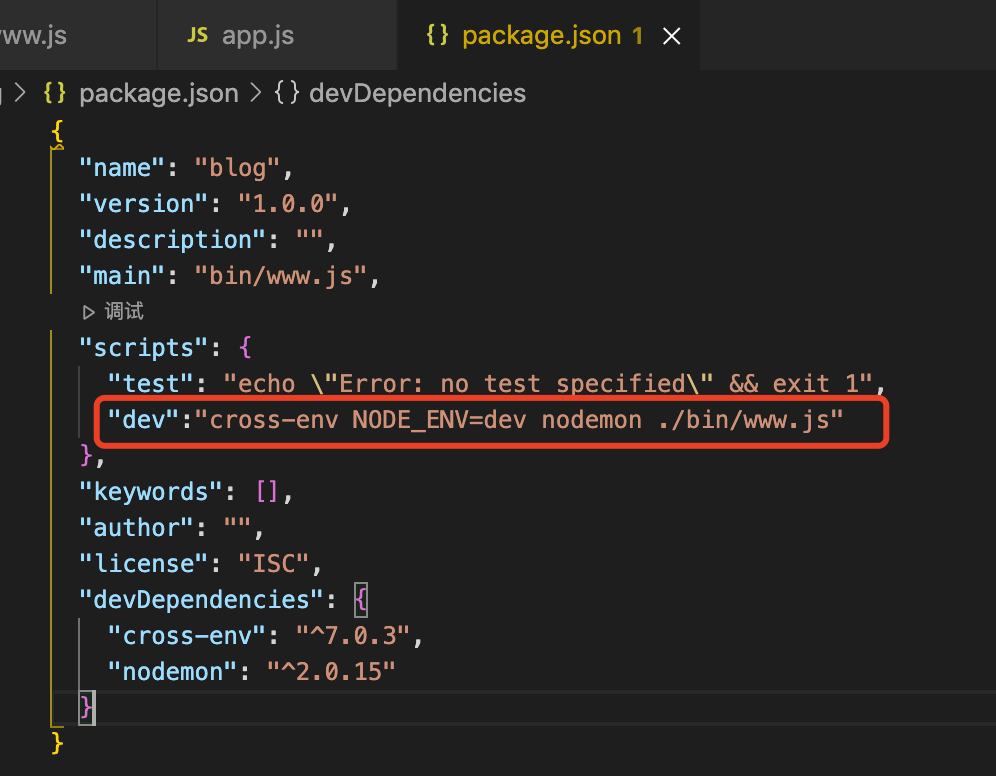 ww.js JS app.js {} package.json 1 ×
> {} package.json > {} devDependencies
{
"name": "blog",
"version": "1.0.0",
"description": "",
"main": "bin/www.js",
▷ 调试
"scripts": {
"test": "echo \"Error: no test specified\" && exit 1",
"dev":"cross-env NODE_ENV=dev nodemon ./bin/www.js"
},
"keywords": [],
"author": "",
"license": "ISC",
"devDependencies": {
"cross-env": "^7.0.3",
"nodemon": "^2.0.15"
}
}